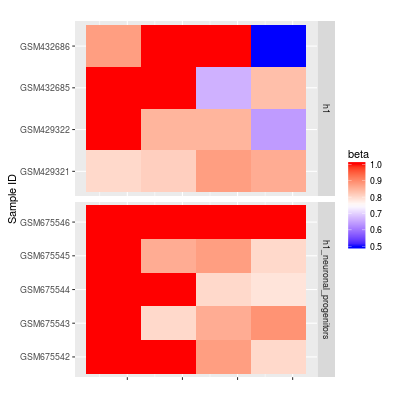 GSM432686
GSM432685
GSM429322
GSM429321
h1
GSM675546
GSM675545
GSM675544
GSM675543
GSM675542
h1_neuronal_progenitors
Sample ID
beta
1.0
0.9
0.8
0.7
0.6
0.5